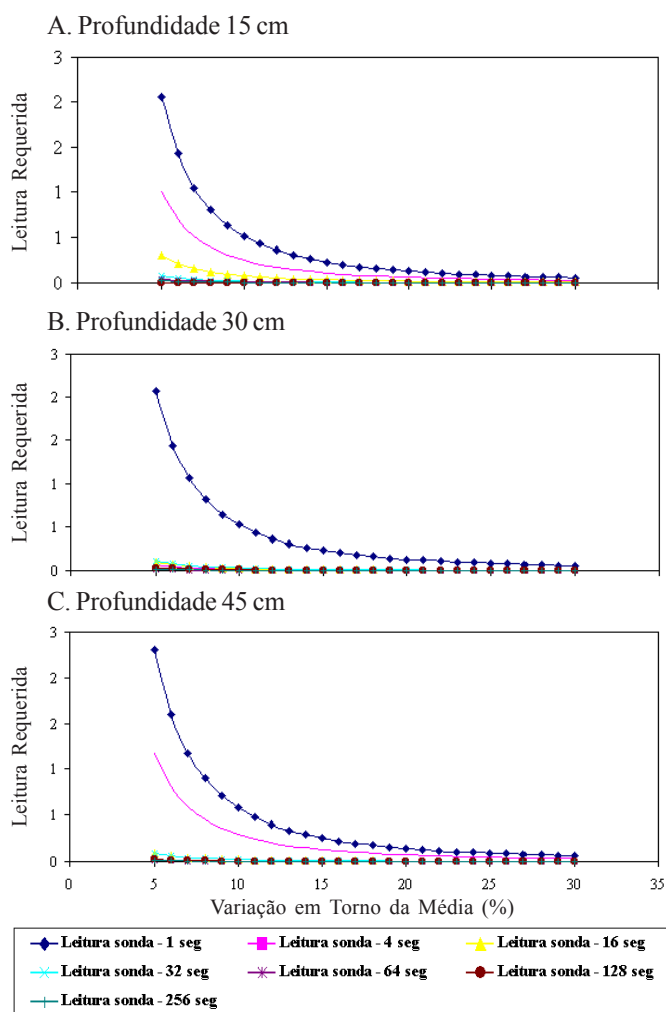 A. Profundidade 15 cm
3
2
2
1
1
0
Leitura Requerida
B. Profundidade 30 cm
3
2
2
1
1
0
Leitura Requerida
C. Profundidade 45 cm
3
2
2
1
1
0
Leitura Requerida
0 5 10 15 20 25 30 35
Variação em Torno da Média (%)
Leitura sonda - 1 seg Leitura sonda - 4 seg Leitura sonda - 16 seg
Leitura sonda - 32 seg Leitura sonda - 64 seg Leitura sonda - 128 seg
Leitura sonda - 256 seg